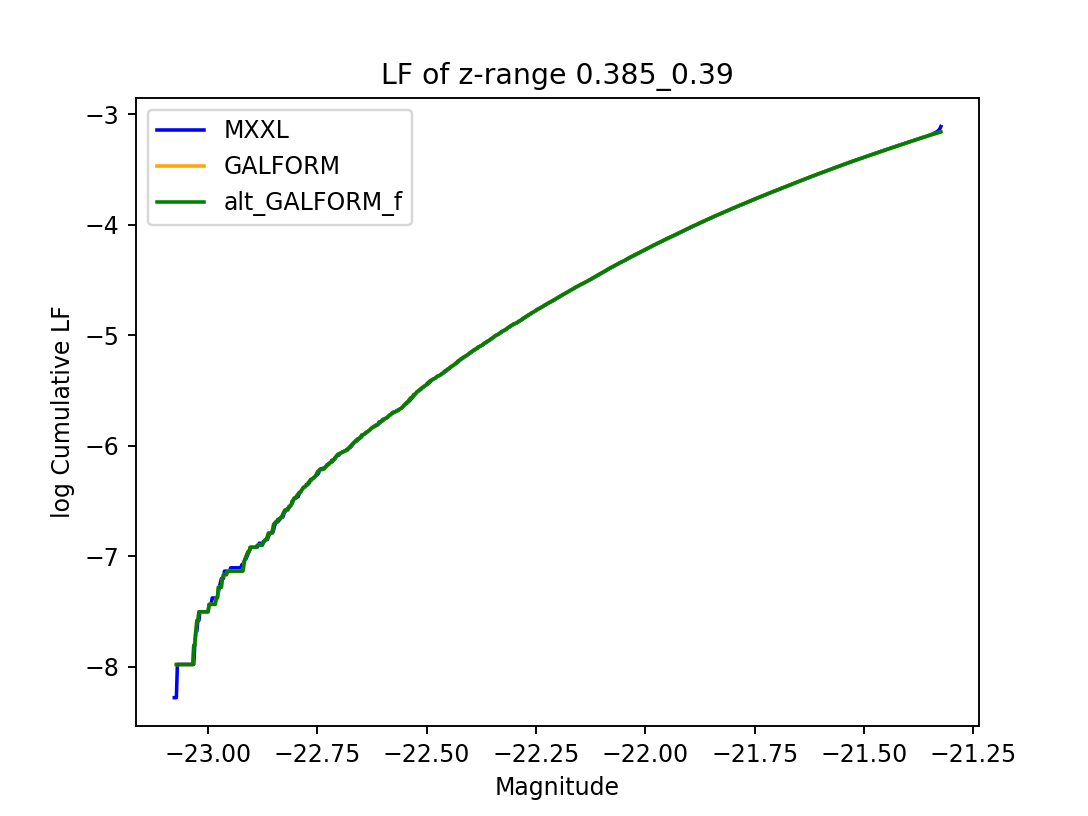 LF of z-range 0.385_0.39
MXXL
GALFORM
alt_GALFORM_f
−3
−4
−5
−6
−7
−8
log Cumulative LF
−23.00 −22.75 −22.50 −22.25 −22.00 −21.75 −21.50 −21.25
Magnitude